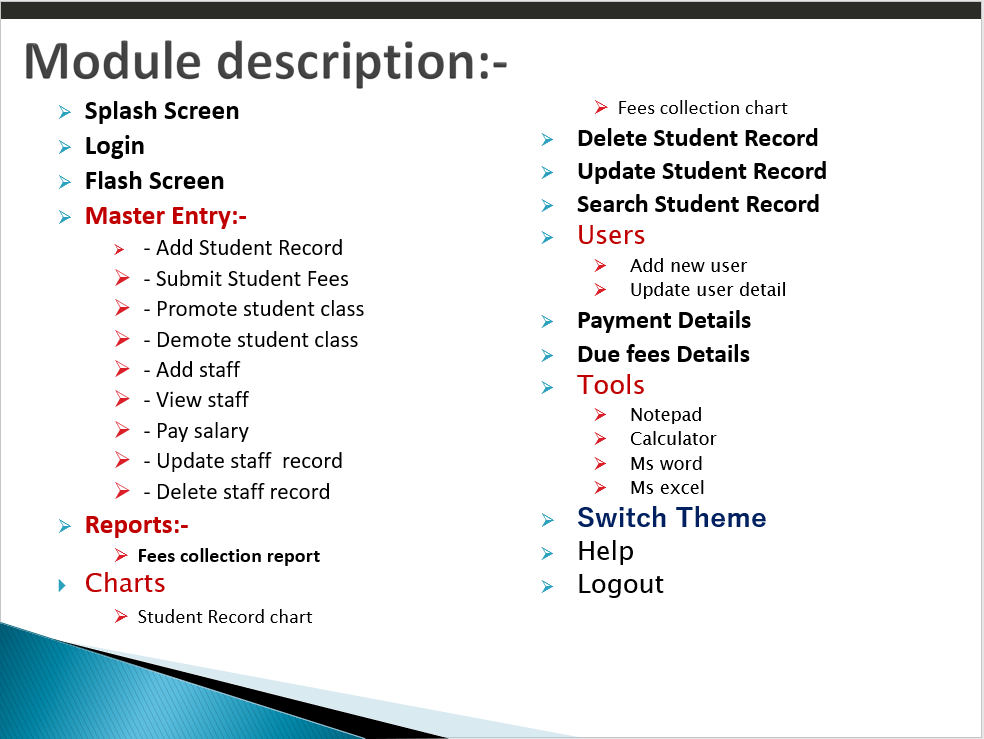 Module description:-
Splash Screen
Login
Flash Screen
Master Entry:-
- Add Student Record
- Submit Student Fees
- Promote student class
- Demote student class
- Add staff
- View staff
- Pay salary
- Update staff  record
- Delete staff record
Reports:-
Fees collection report
Charts
Student Record chart
Fees collection chart
Delete Student Record
Update Student Record
Search Student Record
Users
Add new user
Update user detail
Payment Details
Due fees Details
Tools
Notepad
Calculator
Ms word
Ms excel
Switch Theme
Help
Logout